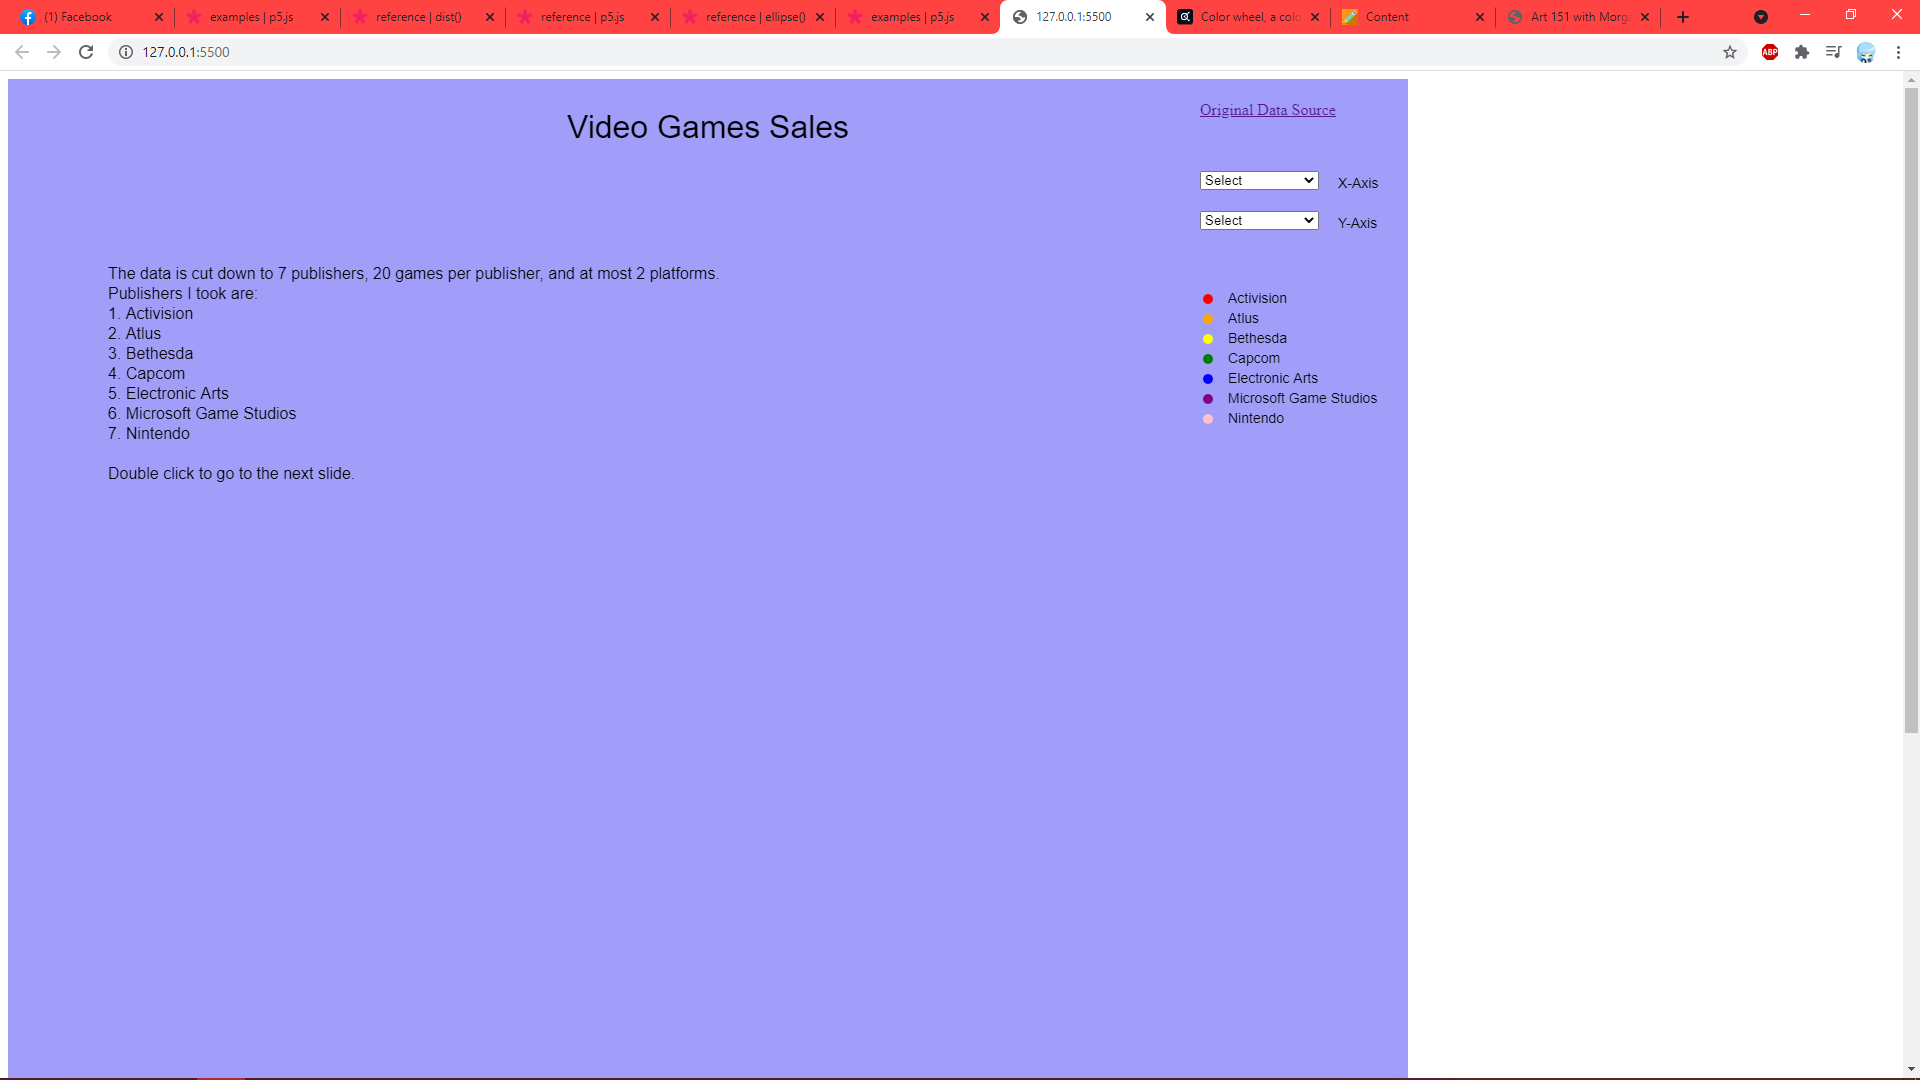 (1) Facebook
examples | p5.js
reference | dist()
reference | p5.js
reference | ellipse()
examples | p5.js
127.0.0.1:5500
Color wheel, a colo
Content
Art 151 with Morg
127.0.0.1:5500
ABP
Original Data Source
Video Games Sales
Select
X-Axis
Select
Y-Axis
The data is cut down to 7 publishers, 20 games per publisher, and at most 2 platforms.
Publishers I took are:
1. Activision
2. Atlus
3. Bethesda
4. Capcom
5. Electronic Arts
6. Microsoft Game Studios
7. Nintendo
Double click to go to the next slide.
Activision
Atlus
Bethesda
Capcom
Electronic Arts
Microsoft Game Studios
Nintendo